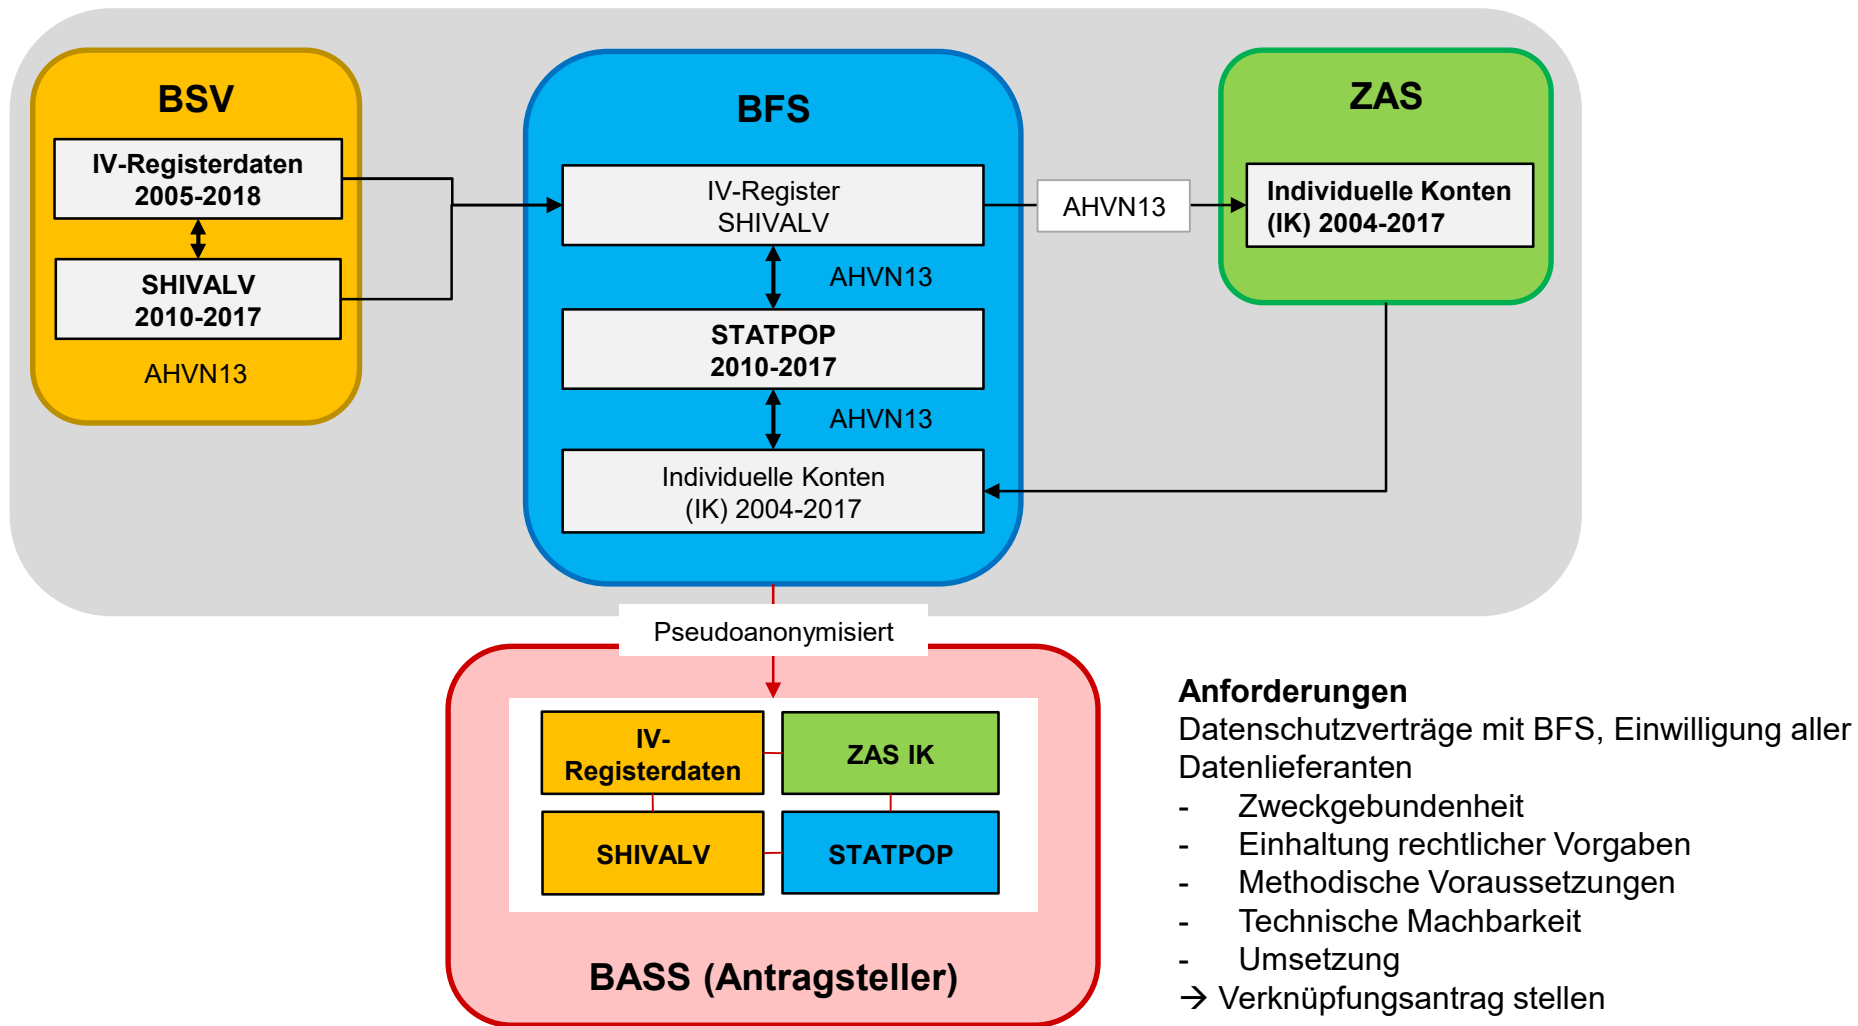 BSV
IV-Registerdaten
2005-2018
SHIVALV
2010-2017
AHVN13
BFS
IV-Register
SHIVALV
AHVN13
STATPOP
2010-2017
AHVN13
Individuelle Konten
(IK) 2004-2017
AHVN13
ZAS
Individuelle Konten
(IK) 2004-2017
Pseudoanonymisiert
IV-
Registerdaten
ZAS IK
SHIVALV
STATPOP
BASS (Antragsteller)
Anforderungen
Datenschutzverträge mit BFS, Einwilligung aller
Datenlieferanten
- Zweckgebundenheit
- Einhaltung rechtlicher Vorgaben
- Methodische Voraussetzungen
- Technische Machbarkeit
- Umsetzung
→ Verknüpfungsantrag stellen